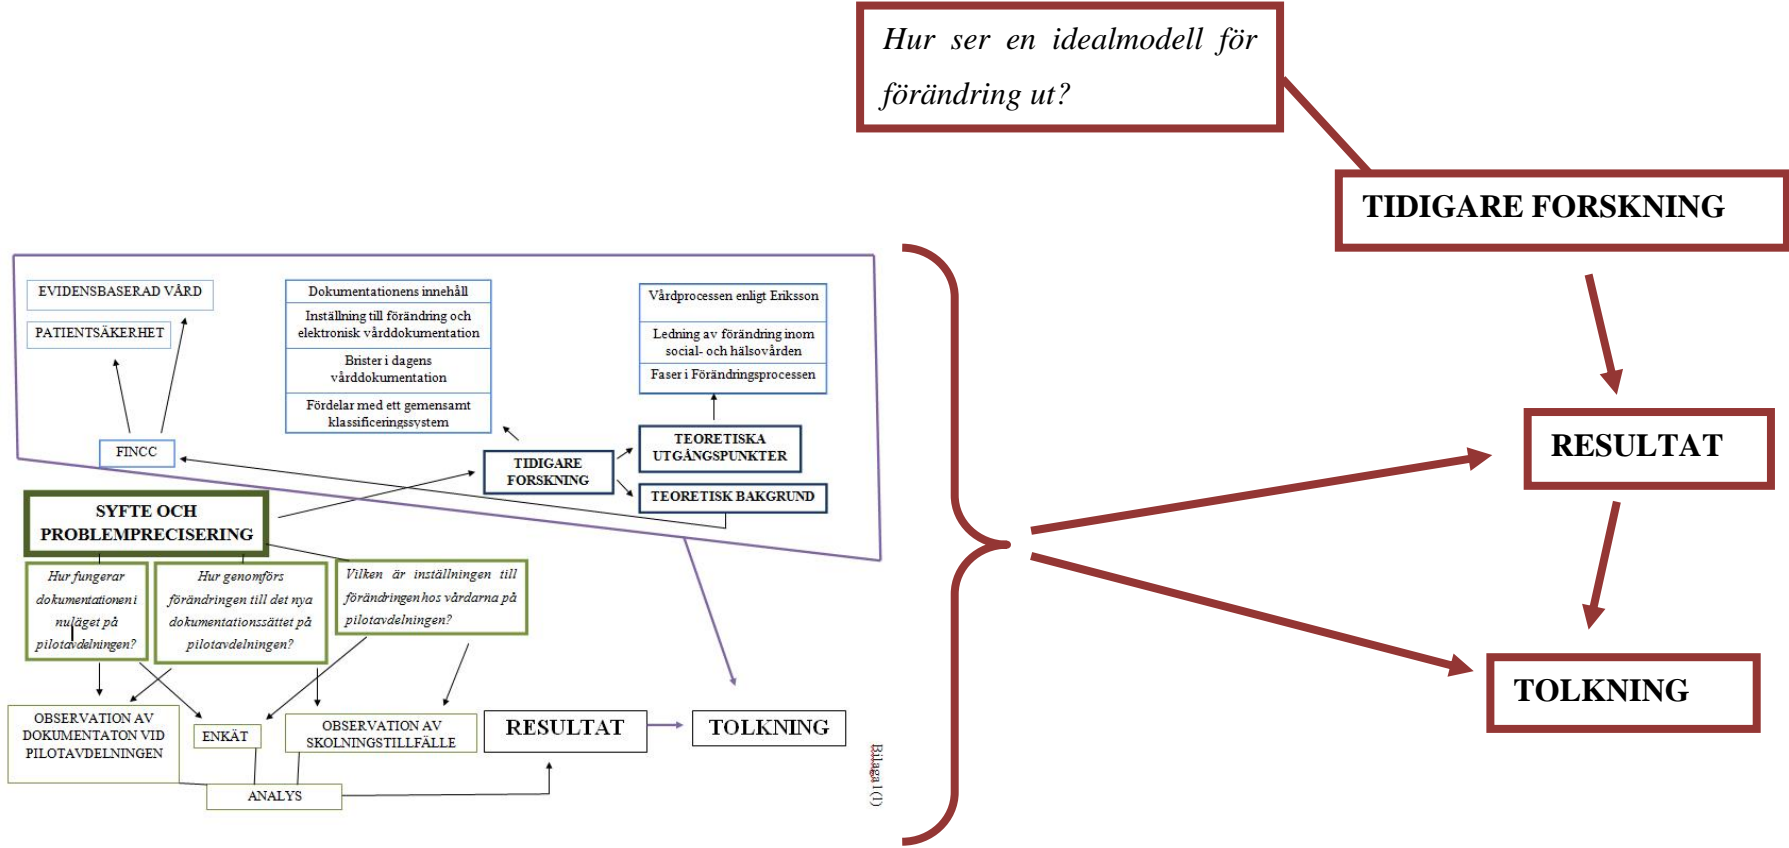 Hur ser en idealmodell för
förändring ut?
TIDIGARE FORSKNING
RESULTAT
TOLKNING
EVIDENSBASERAD VÅRD
PATIENTSÄKERHET
FINCC
Dokumentationens innehåll
Inställning till förändring och
elektronisk vårddokumentation
Brister i dagens
vårddokumentation
Fördelar med ett gemensamt
klassificeringssystem
Vårdprocessen enligt Eriksson
Ledning av förändring inom
social- och hälsovården
Faser i Förändringsprocessen
TIDIGARE
FORSKNING
TEORETISKA
UTGÅNGSPUNKTER
TEORETISK BAKGRUND
SYFTE OCH
PROBLEMPRECISERING
Hur fungerar
dokumentationen i
nuläget på
pilotavdelningen?
Hur genomförs
förändringen till det nya
dokumentationssättet på
pilotavdelningen?
Vilken är inställningen till
förändringen hos vårdarna på
pilotavdelningen?
OBSERVATION AV
DOKUMENTATON VID
PILOTAVDELNINGEN
ENKÄT
OBSERVATION AV
SKOLNINGSTILLFÄLLE
ANALYS
RESULTAT
TOLKNING
Bilaga 1(1)